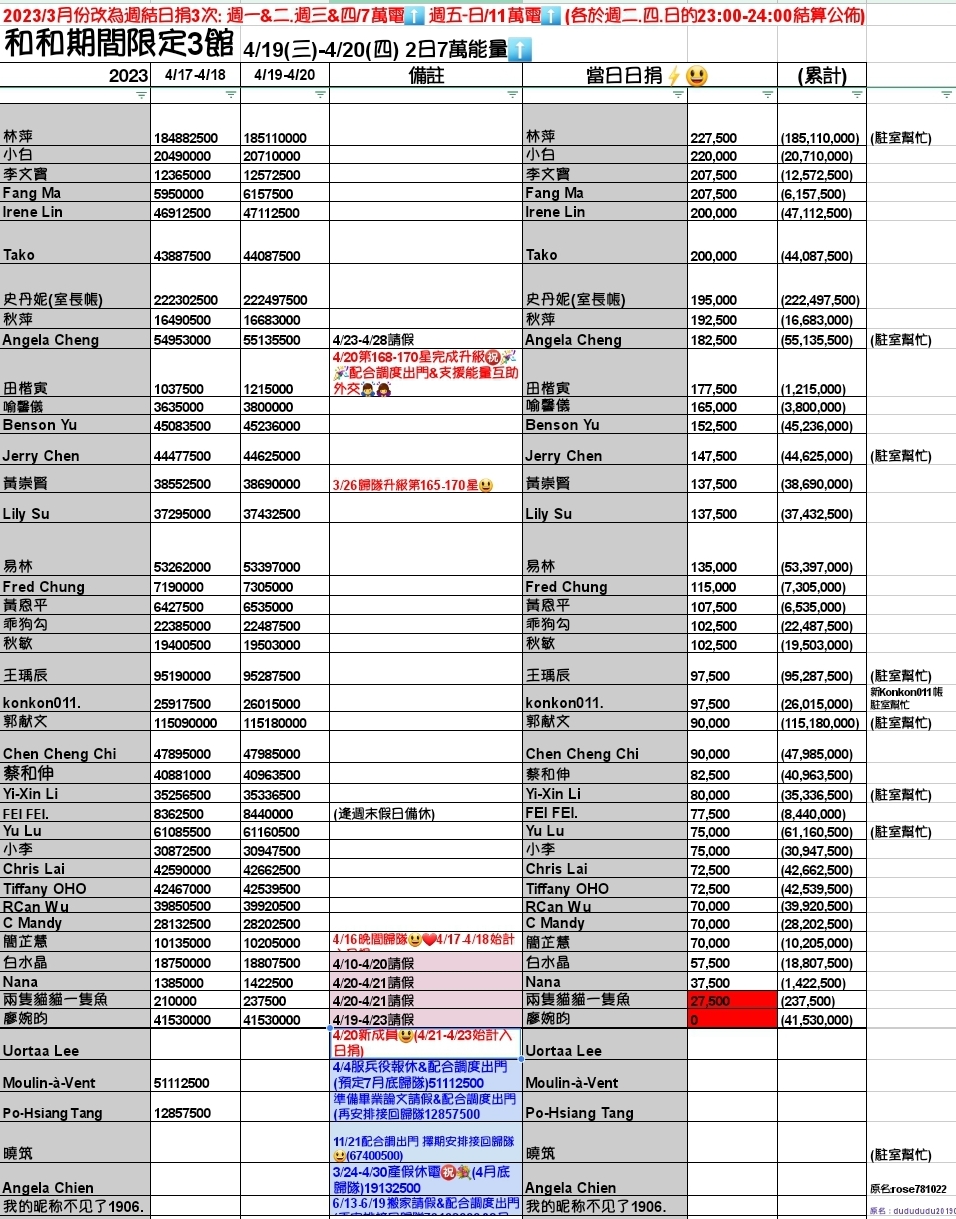 2023/3月份改為週結日捐3次: 週一&二.週三&四/7萬電⬆️ 週五-日/11萬電⬆️ (各於週二.四.日的23:00-24:00結算公佈)
和和期間限定3館 4/19(三)-4/20(四) 2日7萬能量⬆️
2023 4/17-4/18 4/19-4/20 備註 當日日捐⚡😃 (累計)
林萍 184882500 185110000 林萍 227,500 (185,110,000) (駐室幫忙)
小白 20490000 20710000 小白 220,000 (20,710,000)
李文寶 12365000 12572500 李文寶 207,500 (12,572,500)
Fang Ma 5950000 6157500 Fang Ma 207,500 (6,157,500)
Irene Lin 46912500 47112500 Irene Lin 200,000 (47,112,500)
Tako 43887500 44087500 Tako 200,000 (44,087,500)
史丹妮(室長帳) 222302500 222497500 史丹妮(室長帳) 195,000 (222,497,500)
秋萍 16490500 16683000 秋萍 192,500 (16,683,000)
Angela Cheng 54953000 55135500 4/23-4/28請假 Angela Cheng 182,500 (55,135,500) (駐室幫忙)
4/20第168-170星完成升級㊗️🎉
🎉配合調度出門&支援能量互助
田楷寅 1037500 1215000 外交🙇🙇‍♀️ 田楷寅 177,500 (1,215,000)
喻馨儀 3635000 3800000 喻馨儀 165,000 (3,800,000)
Benson Yu 45083500 45236000 Benson Yu 152,500 (45,236,000)
Jerry Chen 44477500 44625000 Jerry Chen 147,500 (44,625,000) (駐室幫忙)
黃崇賢 38552500 38690000 3/26歸隊升級第165-170星😃 黃崇賢 137,500 (38,690,000)
Lily Su 37295000 37432500 Lily Su 137,500 (37,432,500)
易林 53262000 53397000 易林 135,000 (53,397,000)
Fred Chung 7190000 7305000 Fred Chung 115,000 (7,305,000)
黃恩平 6427500 6535000 黃恩平 107,500 (6,535,000)
乖狗勾 22385000 22487500 乖狗勾 102,500 (22,487,500)
秋敏 19400500 19503000 秋敏 102,500 (19,503,000)
王瑀辰 95190000 95287500 王瑀辰 97,500 (95,287,500) (駐室幫忙)
新Konkon011帳
konkon011. 25917500 26015000 konkon011. 97,500 (26,015,000) 駐室幫忙
郭献文 115090000 115180000 郭献文 90,000 (115,180,000) (駐室幫忙)
Chen Cheng Chi 47895000 47985000 Chen Cheng Chi 90,000 (47,985,000)
蔡和伸 40881000 40963500 蔡和伸 82,500 (40,963,500)
Yi-Xin Li 35256500 35336500 Yi-Xin Li 80,000 (35,336,500) (駐室幫忙)
FEI FEI. 8362500 8440000 (逢週末假日備休) FEI FEI. 77,500 (8,440,000)
Yu Lu 61085500 61160500 Yu Lu 75,000 (61,160,500) (駐室幫忙)
小李 30872500 30947500 小李 75,000 (30,947,500)
Chris Lai 42590000 42662500 Chris Lai 72,500 (42,662,500)
Tiffany OHO 42467000 42539500 Tiffany OHO 72,500 (42,539,500)
RCan Wu 39850500 39920500 RCan Wu 70,000 (39,920,500)
C Mandy 28132500 28202500 C Mandy 70,000 (28,202,500)
簡芷慧 10135000 10205000 4/16晚間歸隊😃❤️4/17-4/18始計 簡芷慧 70,000 (10,205,000)
白水晶 18750000 18807500 4/10-4/20請假 白水晶 57,500 (18,807,500)
Nana 1385000 1422500 4/20-4/21請假 Nana 37,500 (1,422,500)
兩隻貓貓一隻魚 210000 237500 4/20-4/21請假 兩隻貓貓一隻魚 27,500 (237,500)
廖婉昀 41530000 41530000 4/19-4/23請假 廖婉昀 0 (41,530,000)
4/20新成員😃(4/21-4/23始計入
Uortaa Lee 日捐) Uortaa Lee
4/4服兵役報休&配合調度出門
Moulin-à-Vent 51112500 (預定7月底歸隊)51112500 Moulin-à-Vent
準備畢業論文請假&配合調度出門
Po-Hsiang Tang 12857500 (再安排接回歸隊12857500 Po-Hsiang Tang
11/21配合調出門 擇期安排接回歸隊
曉筑 😃(67400500) 曉筑 (駐室幫忙)
3/24-4/30產假休電㊗️💐(4月底
Angela Chien 歸隊)19132500 Angela Chien 原名rose781022
我的昵称不见了1906. 6/13-6/19搬家請假&配合調度出門 我的昵称不见了1906.